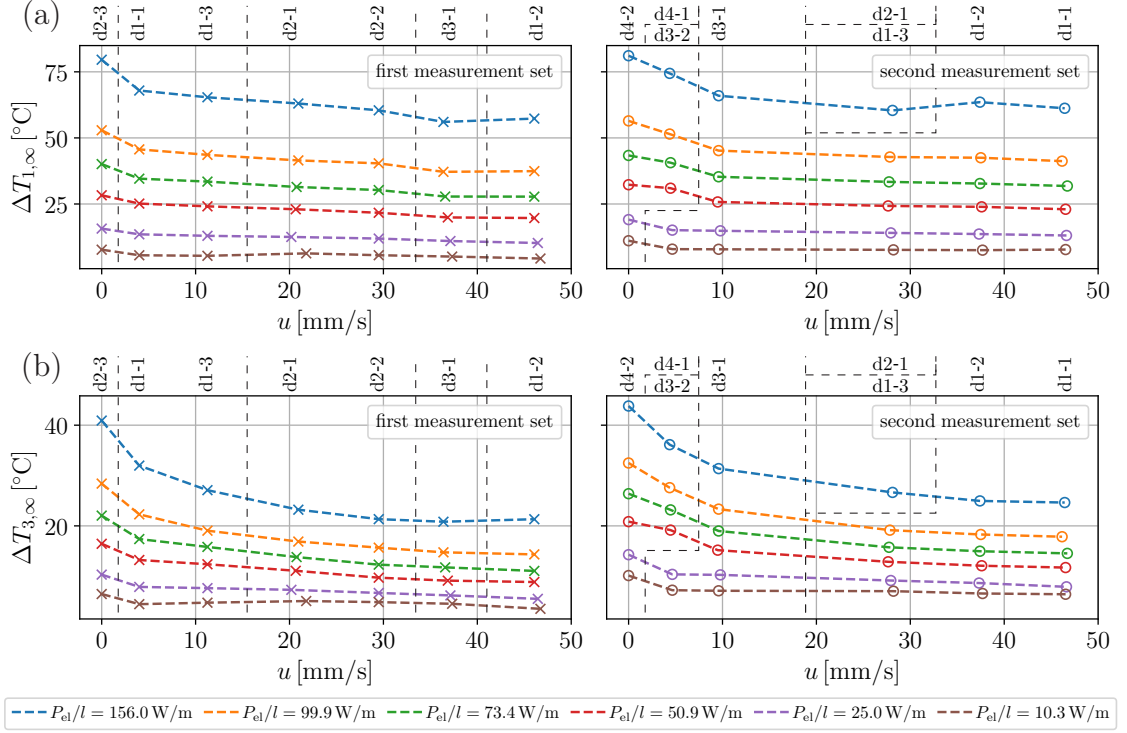 (a)
d2-3
d1-1
d1-3
d2-1
d2-2
d3-1
d1-2
d4-2
d4-1
d3-2
d3-1
d2-1
d1-3
d1-2
d1-1
first measurement set
second measurement set
ΔT₁,∞ [°C]
75
50
25
0 10 20 30 40 50
0 10 20 30 40 50
u [mm/s]
u [mm/s]
(b)
d2-3
d1-1
d1-3
d2-1
d2-2
d3-1
d1-2
d4-2
d4-1
d3-2
d3-1
d2-1
d1-3
d1-2
d1-1
first measurement set
second measurement set
ΔT₃,∞ [°C]
40
20
0 10 20 30 40 50
0 10 20 30 40 50
u [mm/s]
u [mm/s]
Pel/l = 156.0 W/m Pel/l = 99.9 W/m Pel/l = 73.4 W/m Pel/l = 50.9 W/m Pel/l = 25.0 W/m Pel/l = 10.3 W/m